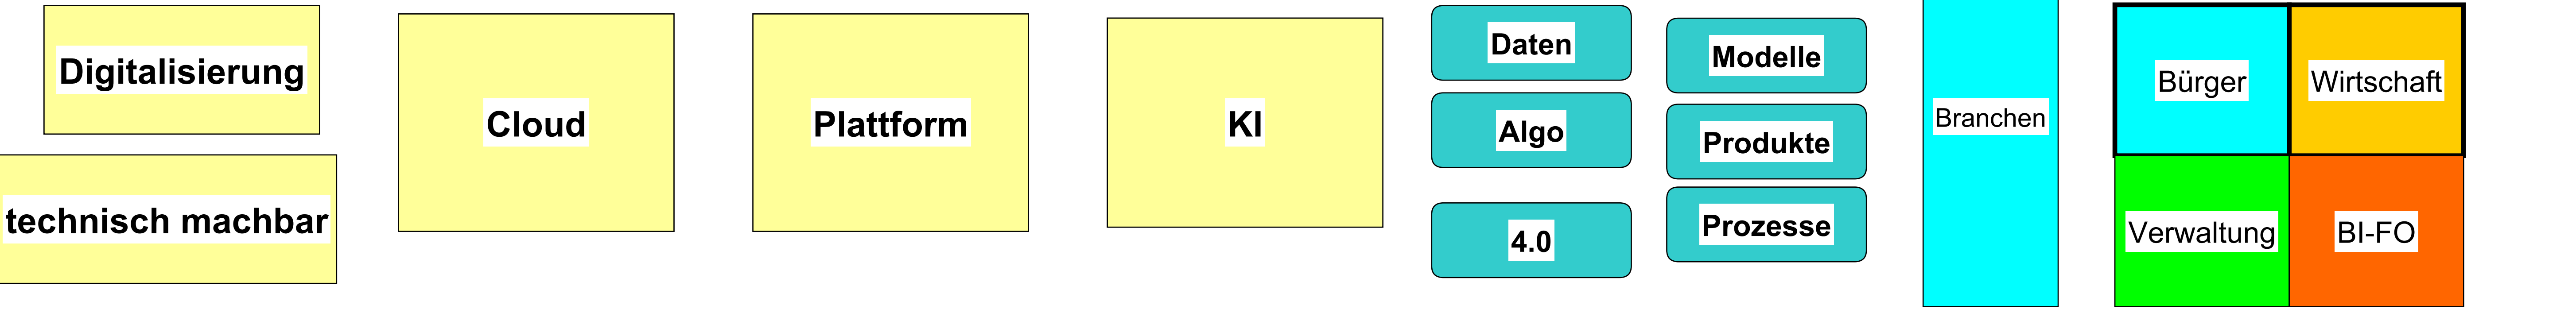 Digitalisierung
technisch machbar
Cloud
Plattform
KI
Daten
Algo
4.0
Modelle
Produkte
Prozesse
Branchen
Bürger
Wirtschaft
Verwaltung
BI-FO